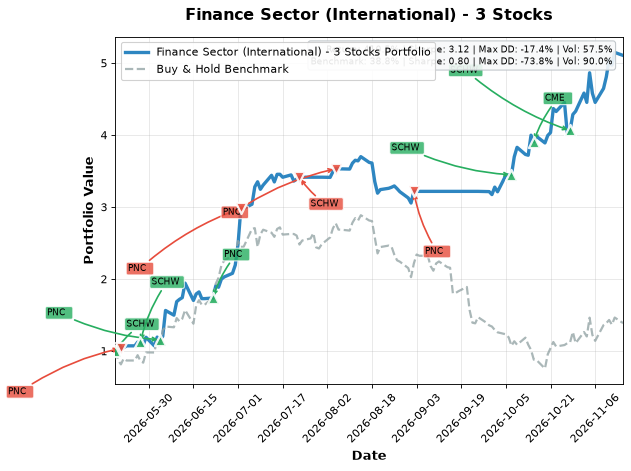 Finance Sector (International) - 3 Stocks
Finance Sector (International) - 3 Stocks Portfolio
Buy & Hold Benchmark
e: 3.12 | Max DD: -17.4% | Vol: 57.5%
Benchmark: 38.8% | Sharpe: 0.80 | Max DD: -73.8% | Vol: 90.0%
SCHW
CME
SCHW
PNC
SCHW
PNC
PNC
PNC
SCHW
PNC
SCHW
PNC
5
4
3
2
1
Portfolio Value
2026-05-30
2026-06-15
2026-07-01
2026-07-17
2026-08-02
2026-08-18
2026-09-03
2026-09-19
2026-10-05
2026-10-21
2026-11-06
Date